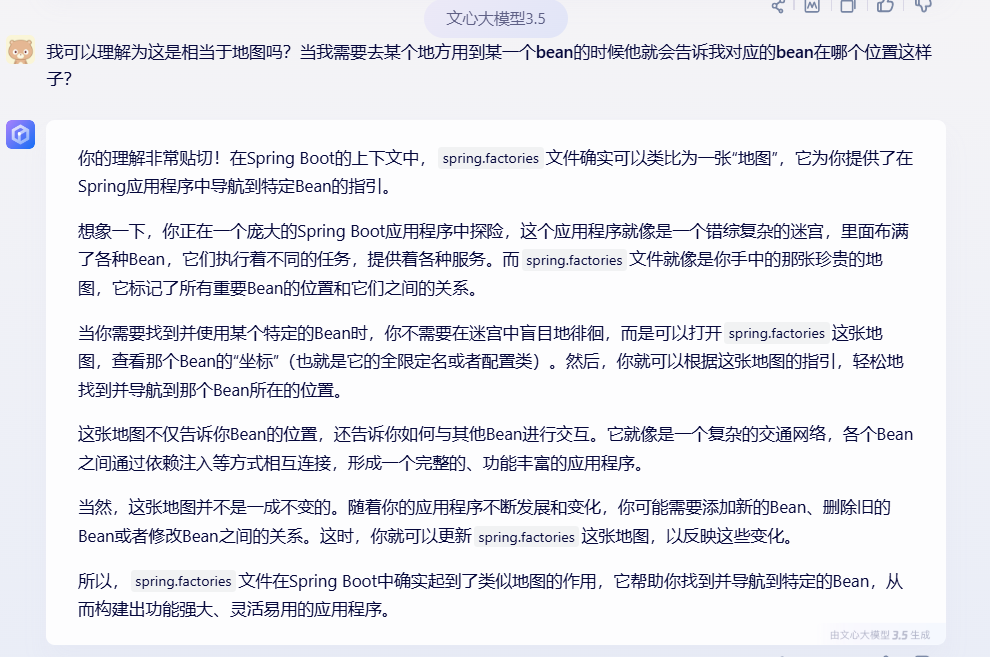 文心大模型3.5
我可以理解为这是相当于地图吗？当我需要去某个地方用到某一个bean的时候他就会告诉我对应的bean在哪个位置这样
子？
你的理解非常贴切！在Spring Boot的上下文中， spring.factories 文件确实可以类比为一张“地图”，它为你提供了在
Spring应用程序中导航到特定Bean的指引。
想象一下，你正在一个庞大的Spring Boot应用程序中探险，这个应用程序就像是一个错综复杂的迷宫，里面布满
了各种Bean，它们执行着不同的任务，提供着各种服务。而 spring.factories 文件就像是你手中的那张珍贵的地
图，它标记了所有重要Bean的位置和它们之间的关系。
当你需要找到并使用某个特定的Bean时，你不需要在迷宫中盲目地徘徊，而是可以打开 spring.factories 这张地
图，查看那个Bean的“坐标”（也就是它的全限定名或者配置类）。然后，你就可以根据这张地图的指引，轻松地
找到并导航到那个Bean所在的位置。
这张地图不仅告诉你Bean的位置，还告诉你如何与其他Bean进行交互。它就像是一个复杂的交通网络，各个Bean
之间通过依赖注入等方式相互连接，形成一个完整的、功能丰富的应用程序。
当然，这张地图并不是一成不变的。随着你的应用程序不断发展和变化，你可能需要添加新的Bean、删除旧的
Bean或者修改Bean之间的关系。这时，你就可以更新 spring.factories 这张地图，以反映这些变化。
所以， spring.factories 文件在Spring Boot中确实起到了类似地图的作用，它帮助你找到并导航到特定的Bean，从
而构建出功能强大、灵活易用的应用程序。
由文心大模型 3.5 生成